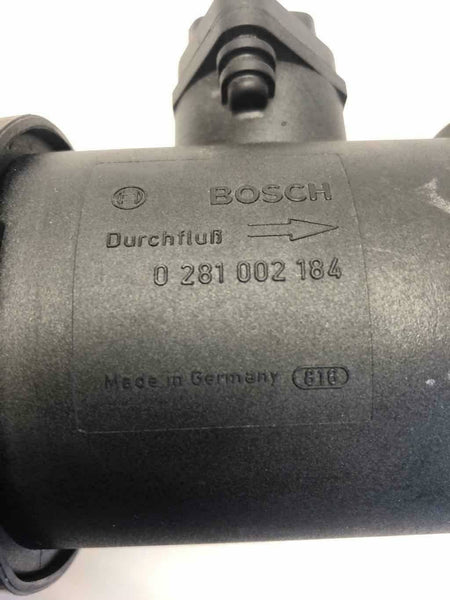 BOSCH
Durchfluß
0 281 002 184
Made in Germany 616